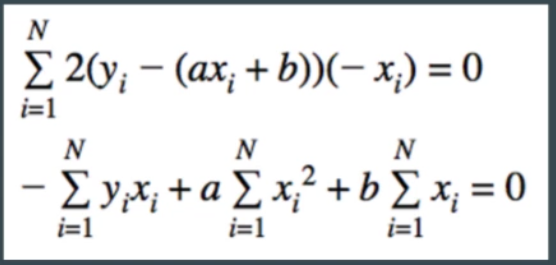 N
∑ 2(yᵢ − (axᵢ + b))(− xᵢ) = 0
i=1
N N N
− ∑ yᵢxᵢ + a ∑ xᵢ² + b ∑ xᵢ = 0
i=1 i=1 i=1